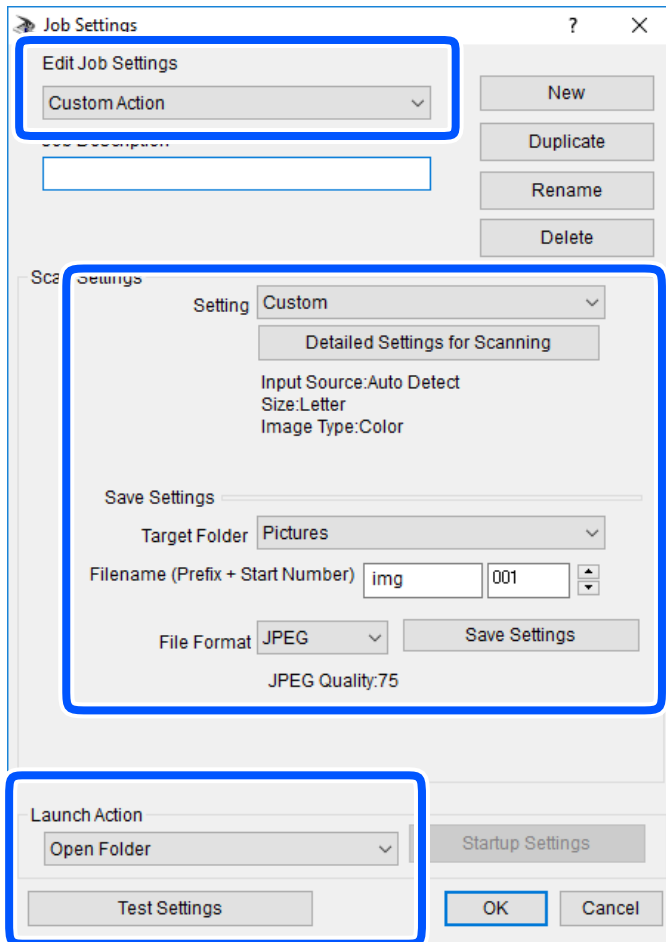 Job Settings
?
Edit Job Settings
Custom Action
New
Duplicate
Rename
Delete
Settings
Setting
Custom
Detailed Settings for Scanning
Input Source:Auto Detect
Size:Letter
Image Type:Color
Save Settings
Target Folder
Pictures
Filename (Prefix + Start Number)
img
001
File Format
JPEG
Save Settings
JPEG Quality:75
Launch Action
Open Folder
Startup Settings
Test Settings
OK
Cancel